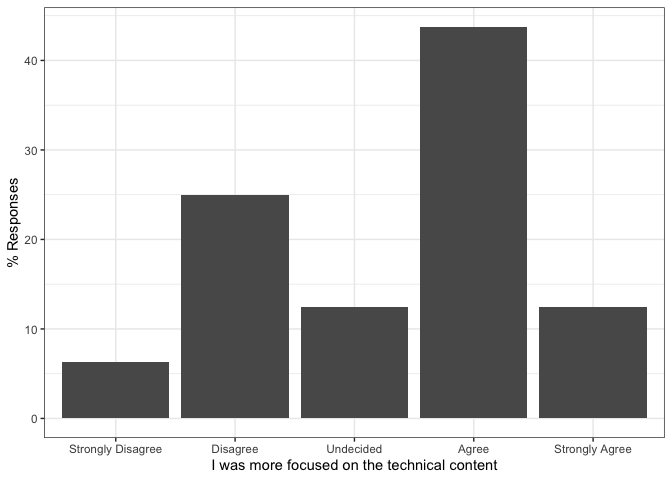 % Responses
40
30
20
10
0
Strongly Disagree Disagree Undecided Agree Strongly Agree
I was more focused on the technical content